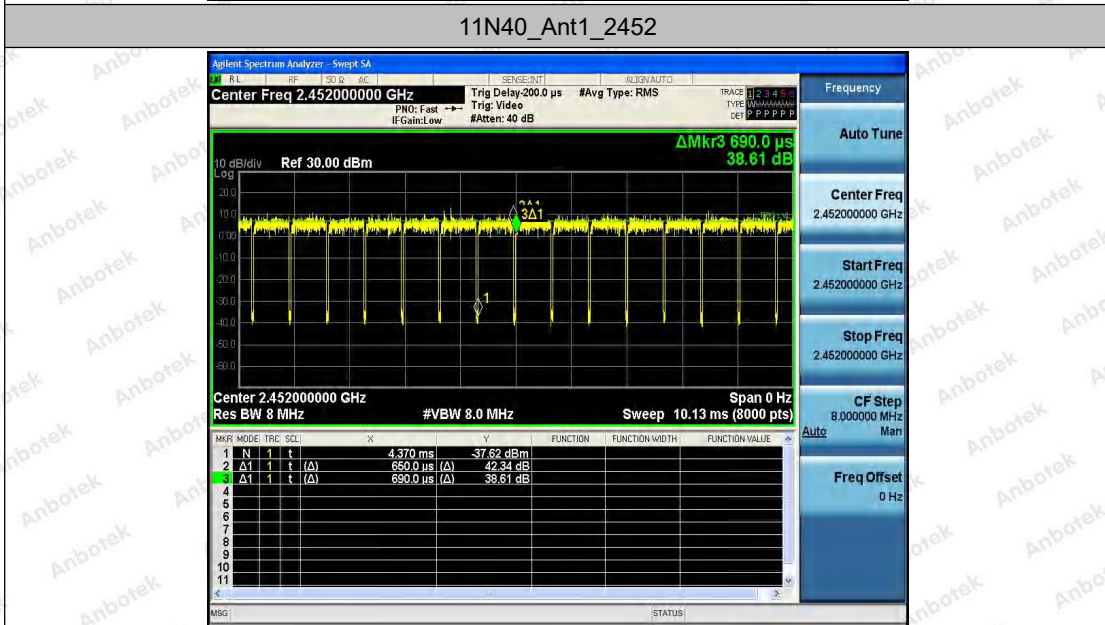 11N40_Ant1_2452
Agilent Spectrum Analyzer - Swept SA
RL RF 50 Ω AC SENSE:INT ALIGN AUTO
Center Freq 2.452000000 GHz
PNO: Fast
IFGain:Low
Trig Delay-200.0 µs
Trig: Video
#Atten: 40 dB
#Avg Type: RMS
TRACE 1 2 3 4 5 6
TYPE
DET P P P P P P
ΔMkr3 690.0 µs
38.61 dB
10 dB/div Ref 30.00 dBm
Log
20.0
10.0
0.00
-10.0
-20.0
-30.0
-40.0
-50.0
-60.0
3Δ1
1
Center 2.452000000 GHz Span 0 Hz
Res BW 8 MHz #VBW 8.0 MHz Sweep 10.13 ms (8000 pts)
MKR MODE TRC SCL X Y FUNCTION FUNCTION WIDTH FUNCTION VALUE
1 N 1 t 4.370 ms -37.62 dBm
2 Δ1 1 t (Δ) 650.0 µs (Δ) 42.34 dB
3 Δ1 1 t (Δ) 690.0 µs (Δ) 38.61 dB
4
5
6
7
8
9
10
11
MSG STATUS
Frequency
Auto Tune
Center Freq
2.452000000 GHz
Start Freq
2.452000000 GHz
Stop Freq
2.452000000 GHz
CF Step
8.000000 MHz
Auto Man
Freq Offset
0 Hz
Anbotek